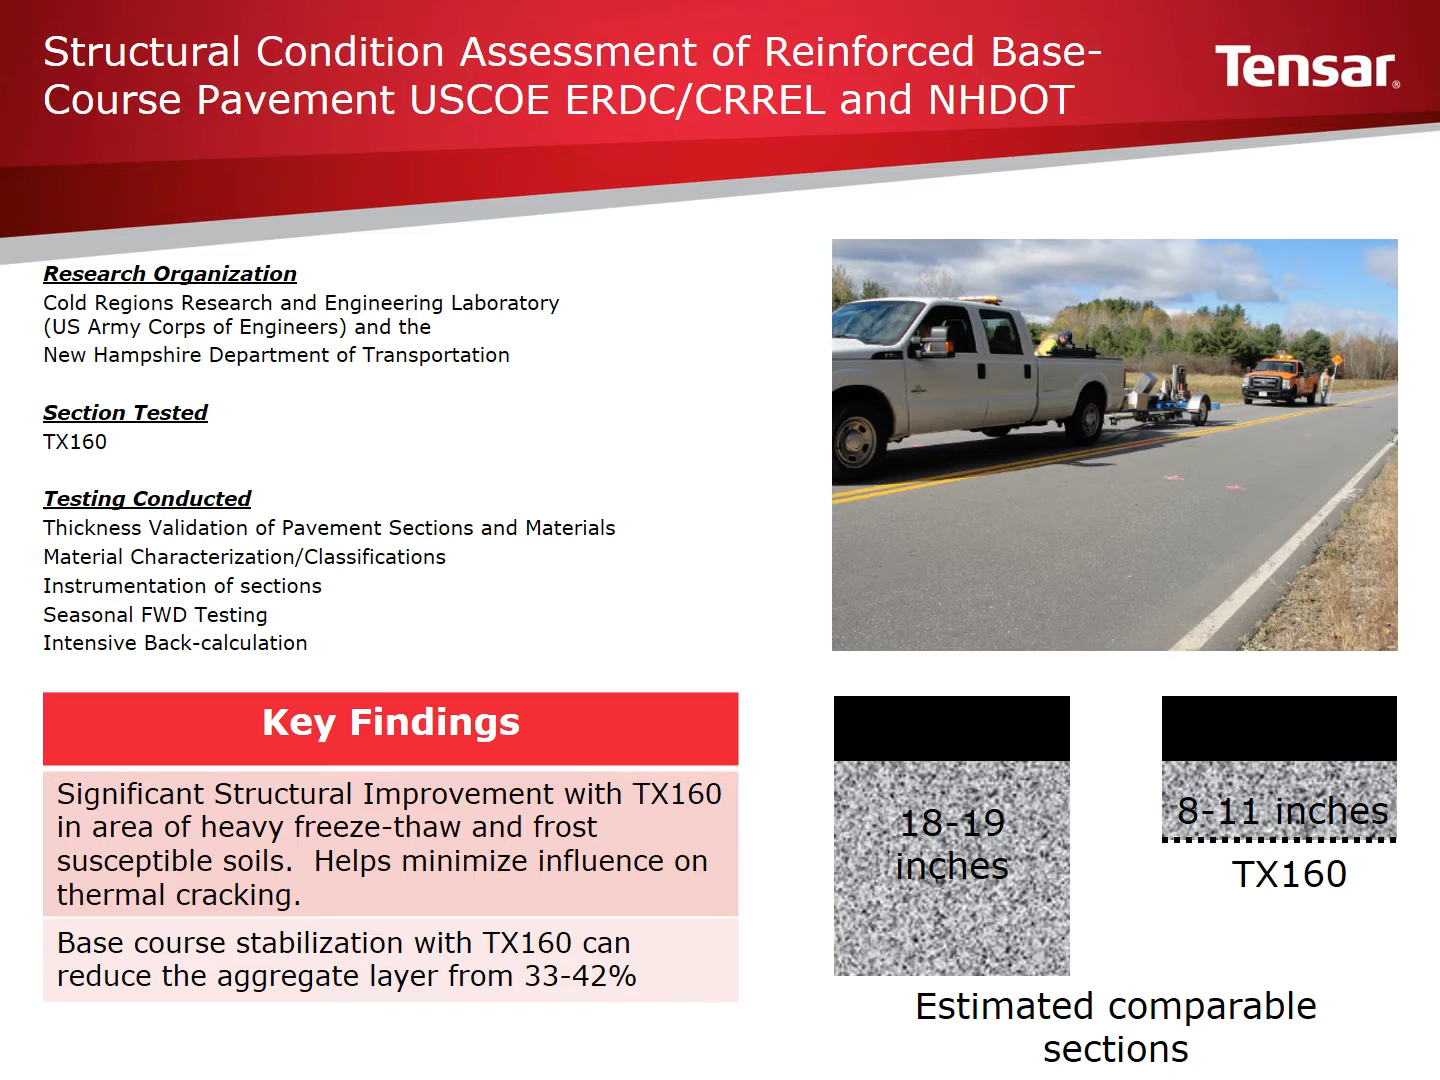 Structural Condition Assessment of Reinforced Base-
Course Pavement USCOE ERDC/CRREL and NHDOT
Tensar®
Research Organization
Cold Regions Research and Engineering Laboratory
(US Army Corps of Engineers) and the
New Hampshire Department of Transportation
Section Tested
TX160
Testing Conducted
Thickness Validation of Pavement Sections and Materials
Material Characterization/Classifications
Instrumentation of sections
Seasonal FWD Testing
Intensive Back-calculation
Key Findings
Significant Structural Improvement with TX160
in area of heavy freeze-thaw and frost
susceptible soils.  Helps minimize influence on
thermal cracking.
Base course stabilization with TX160 can
reduce the aggregate layer from 33-42%
18-19
inches
8-11 inches
TX160
Estimated comparable
sections